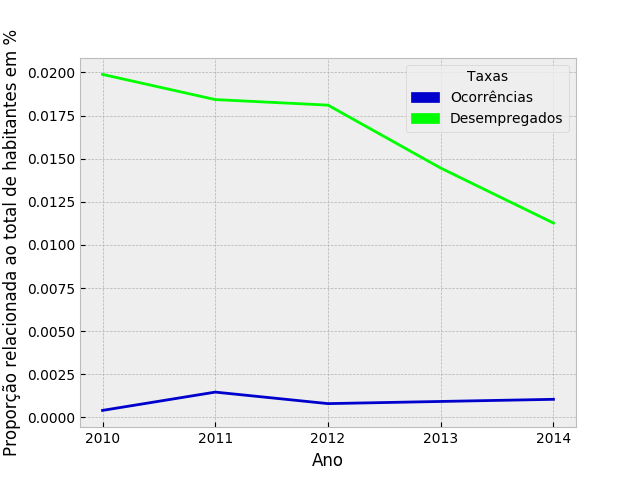 Proporção relacionada ao total de habitantes em %
0.0200
0.0175
0.0150
0.0125
0.0100
0.0075
0.0050
0.0025
0.0000
Taxas
Ocorrências
Desempregados
2010 2011 2012 2013 2014
Ano